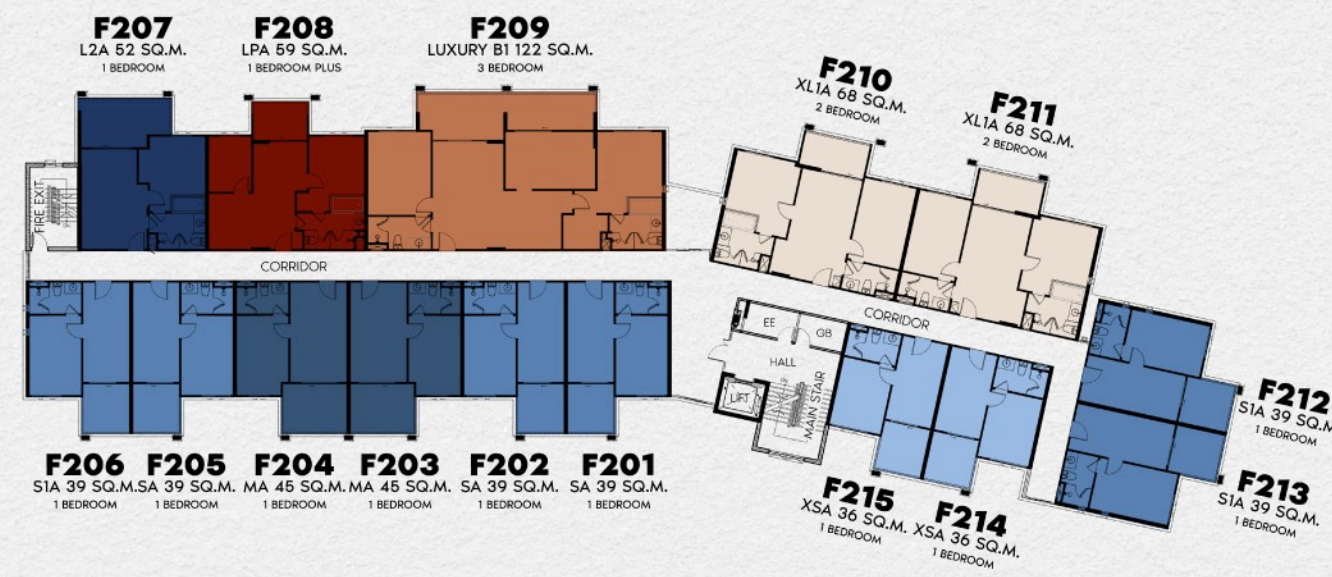 F207
L2A 52 SQ.M.
1 BEDROOM
F208
LPA 59 SQ.M.
1 BEDROOM PLUS
F209
LUXURY B1 122 SQ.M.
3 BEDROOM
F210
XL1A 68 SQ.M.
2 BEDROOM
F211
XL1A 68 SQ.M.
2 BEDROOM
FIRE EXIT
CORRIDOR
CORRIDOR
EE
GB
HALL
LIFT
MAIN STAIR
F212
S1A 39 SQ.M
1 BEDROOM
F213
S1A 39 SQ.M.
1 BEDROOM
F206
S1A 39 SQ.M.
1 BEDROOM
F205
SA 39 SQ.M.
1 BEDROOM
F204
MA 45 SQ.M.
1 BEDROOM
F203
MA 45 SQ.M.
1 BEDROOM
F202
SA 39 SQ.M.
1 BEDROOM
F201
SA 39 SQ.M.
1 BEDROOM
F215
XSA 36 SQ.M.
1 BEDROOM
F214
XSA 36 SQ.M.
1 BEDROOM